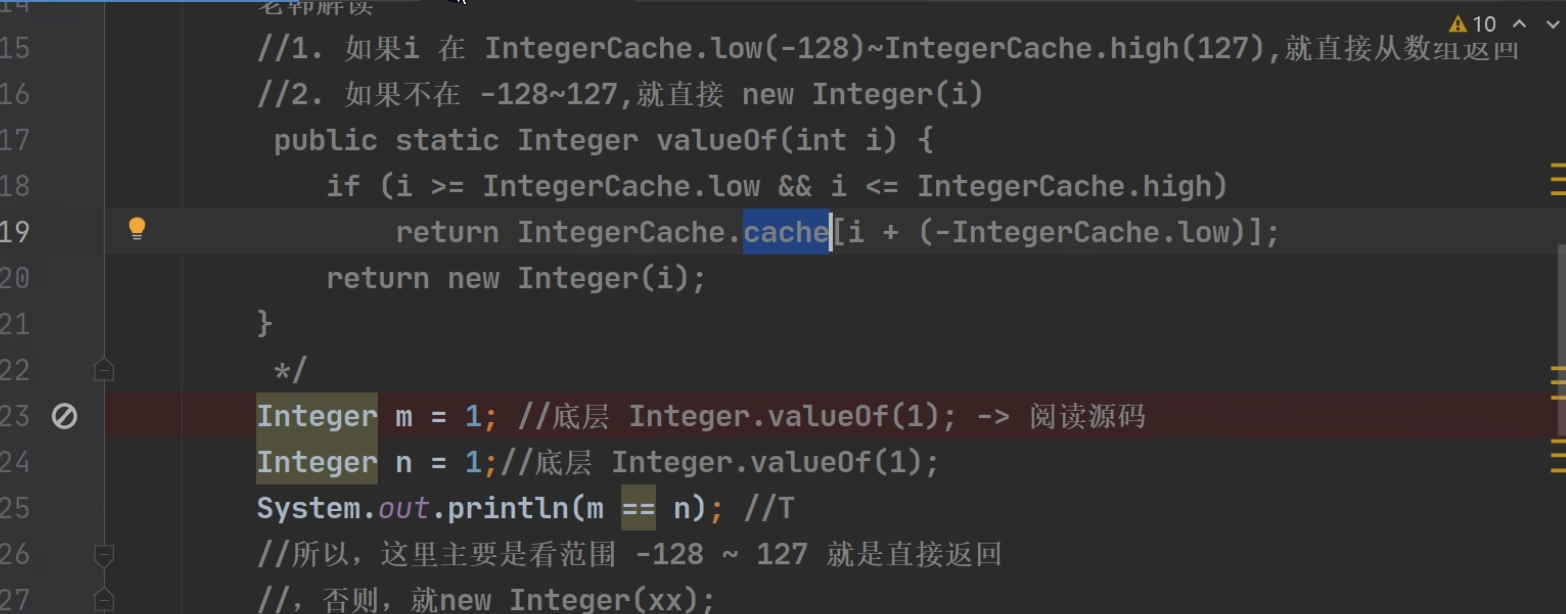 14 老韩解读
15 //1. 如果i 在 IntegerCache.low(-128)~IntegerCache.high(127),就直接从数组返回
10
16 //2. 如果不在 -128~127,就直接 new Integer(i)
17 public static Integer valueOf(int i) {
18 if (i >= IntegerCache.low && i <= IntegerCache.high)
19 return IntegerCache.cache[i + (-IntegerCache.low)];
20 return new Integer(i);
21 }
22 */
23 Integer m = 1; //底层 Integer.valueOf(1); -> 阅读源码
24 Integer n = 1;//底层 Integer.valueOf(1);
25 System.out.println(m == n); //T
26 //所以，这里主要是看范围 -128 ~ 127 就是直接返回
27 //，否则，就new Integer(xx);